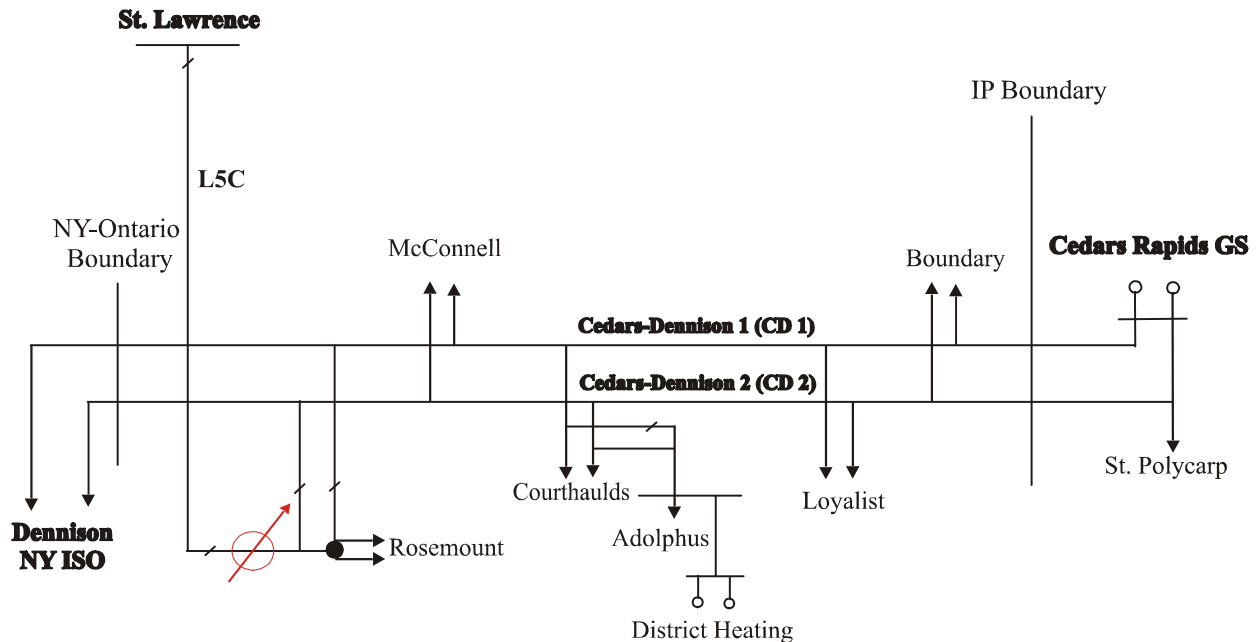 St. Lawrence
IP Boundary
L5C
NY-Ontario
Boundary
McConnell
Boundary
Cedars Rapids GS
Cedars-Dennison 1 (CD 1)
Cedars-Dennison 2 (CD 2)
St. Polycarp
Courthaulds
Loyalist
Dennison
NY ISO
Rosemount
Adolphus
District Heating